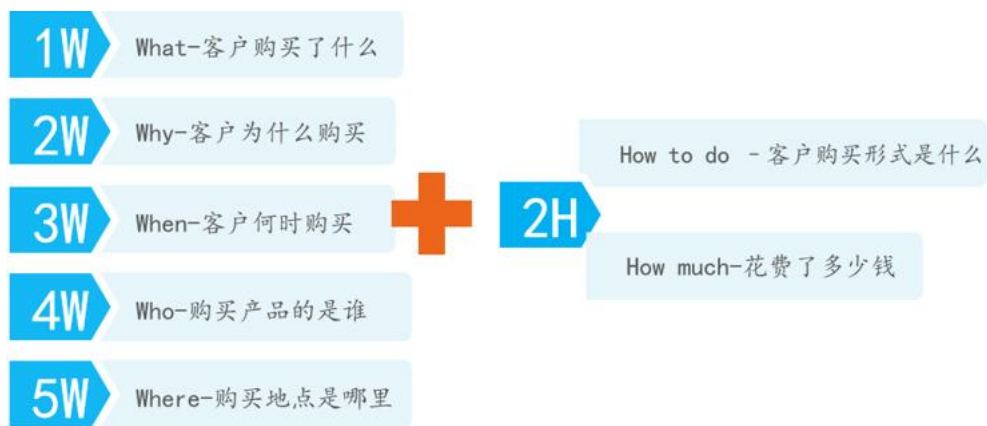 1W
What-客户购买了什么
2W
Why-客户为什么购买
3W
When-客户何时购买
4W
Who-购买产品的是谁
5W
Where-购买地点是哪里
2H
How to do -客户购买形式是什么
How much-花费了多少钱